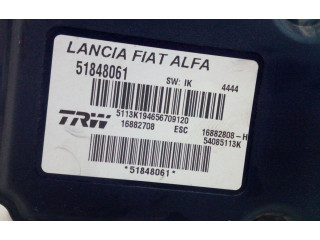 LANCIA FIAT ALFA
51848061
SW: IK 4444
5113K194656709120
TRW 16882708 ESC 16882808-H
54085113K
*51848061*